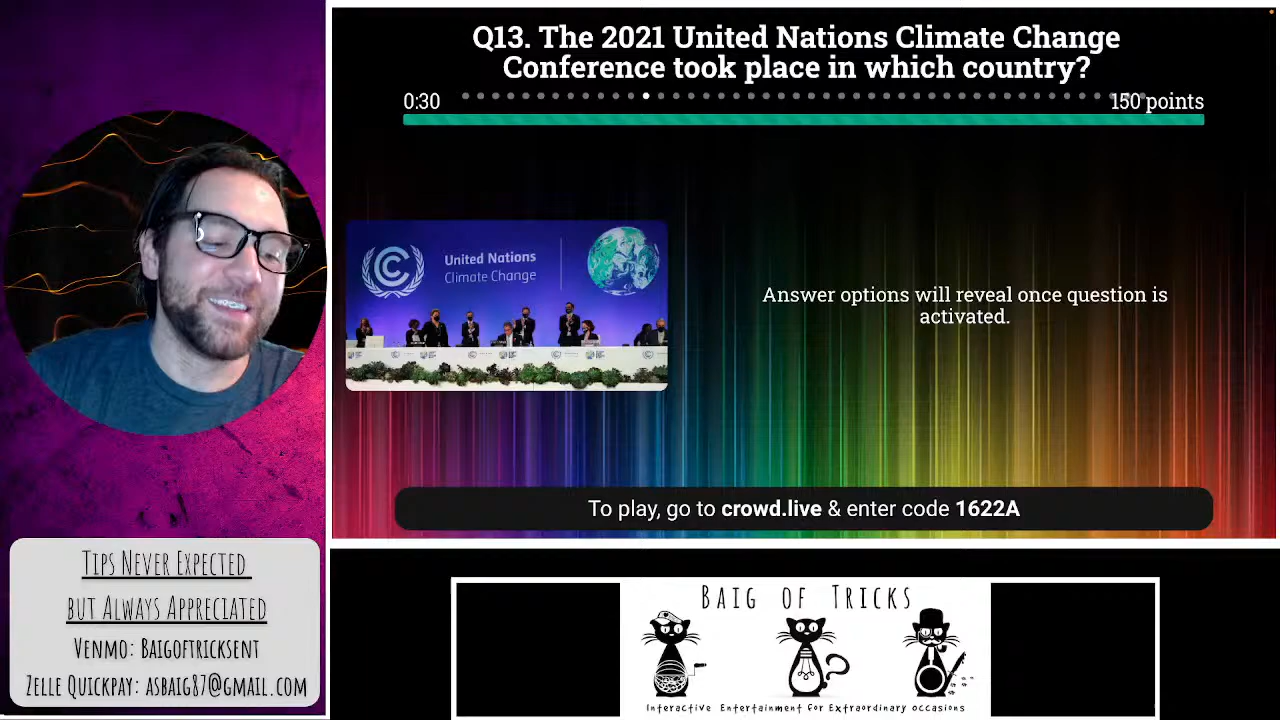 Q13. The 2021 United Nations Climate Change
Conference took place in which country?
0:30
150 points
United Nations
Climate Change
Answer options will reveal once question is
activated.
To play, go to crowd.live & enter code 1622A
Tips Never Expected
but Always Appreciated
Venmo: Baigoftricksent
Zelle Quickpay: asbaig87@gmail.com
Baig of Tricks
Interactive Entertainment for Extraordinary Occasions